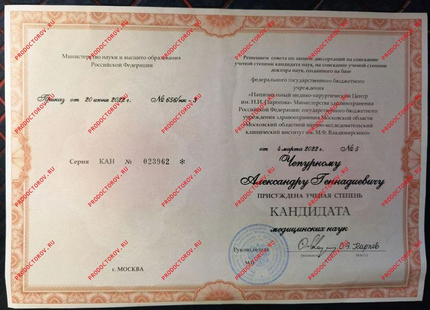 Министерство науки и высшего образования
Российской Федерации
Приказ от 20 июня 2022 г. № 656/нк-3
Серия КАН № 023962 ✻
г. МОСКВА
Решением совета по защите диссертаций на соискание
ученой степени кандидата наук, на соискание ученой степени
доктора наук, созданного на базе
федерального государственного бюджетного
учреждения
«Национальный медико-хирургический Центр
им. Н.И. Пирогова» Министерства здравоохранения
Российской Федерации; государственного бюджетного
учреждения здравоохранения Московской области
Московский областной научно-исследовательский
клинический институт им. М.Ф. Владимирского
от 4 марта 2022 г. № 5
Чепурному
Александру Геннадиевичу
ПРИСУЖДЕНА УЧЕНАЯ СТЕПЕНЬ
КАНДИДАТА
медицинских наук
Руководитель
М.П.
PRODOCTOROV.RU